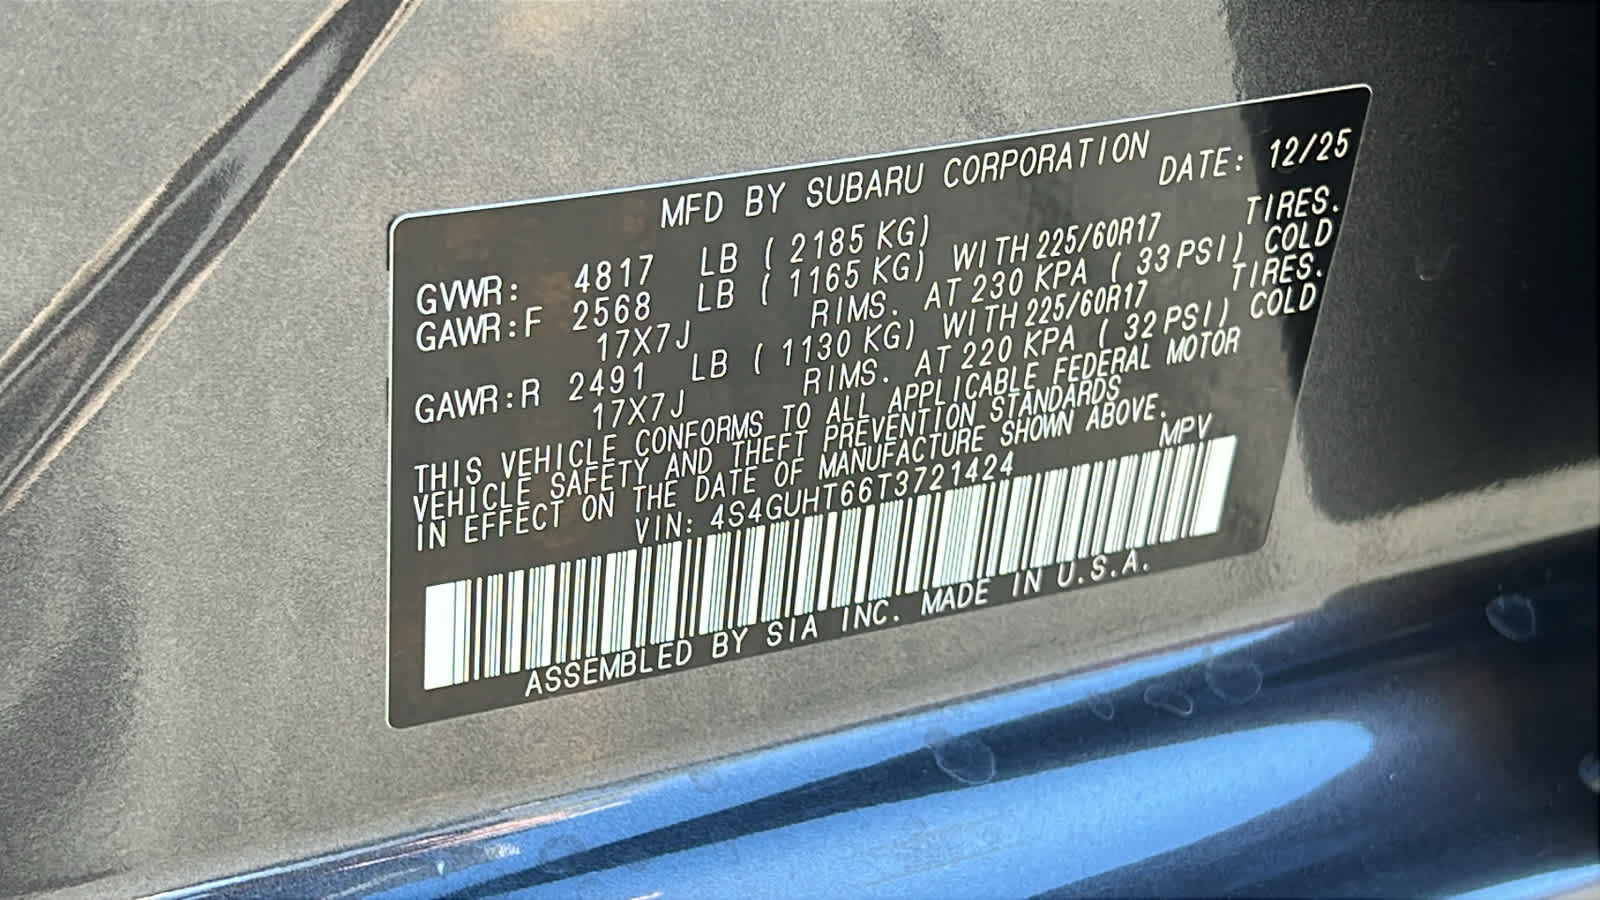 MFD BY SUBARU CORPORATION DATE: 12/25
GVWR: 4817 LB ( 2185 KG)
GAWR:F 2568 LB ( 1165 KG) WITH 225/60R17 TIRES.
17X7J RIMS. AT 230 KPA ( 33 PSI) COLD
GAWR:R 2491 LB ( 1130 KG) WITH 225/60R17 TIRES.
17X7J RIMS. AT 220 KPA ( 32 PSI) COLD
THIS VEHICLE CONFORMS TO ALL APPLICABLE FEDERAL MOTOR
VEHICLE SAFETY AND THEFT PREVENTION STANDARDS
IN EFFECT ON THE DATE OF MANUFACTURE SHOWN ABOVE.
VIN: 4S4GUHT66T3721424 MPV
ASSEMBLED BY SIA INC. MADE IN U.S.A.